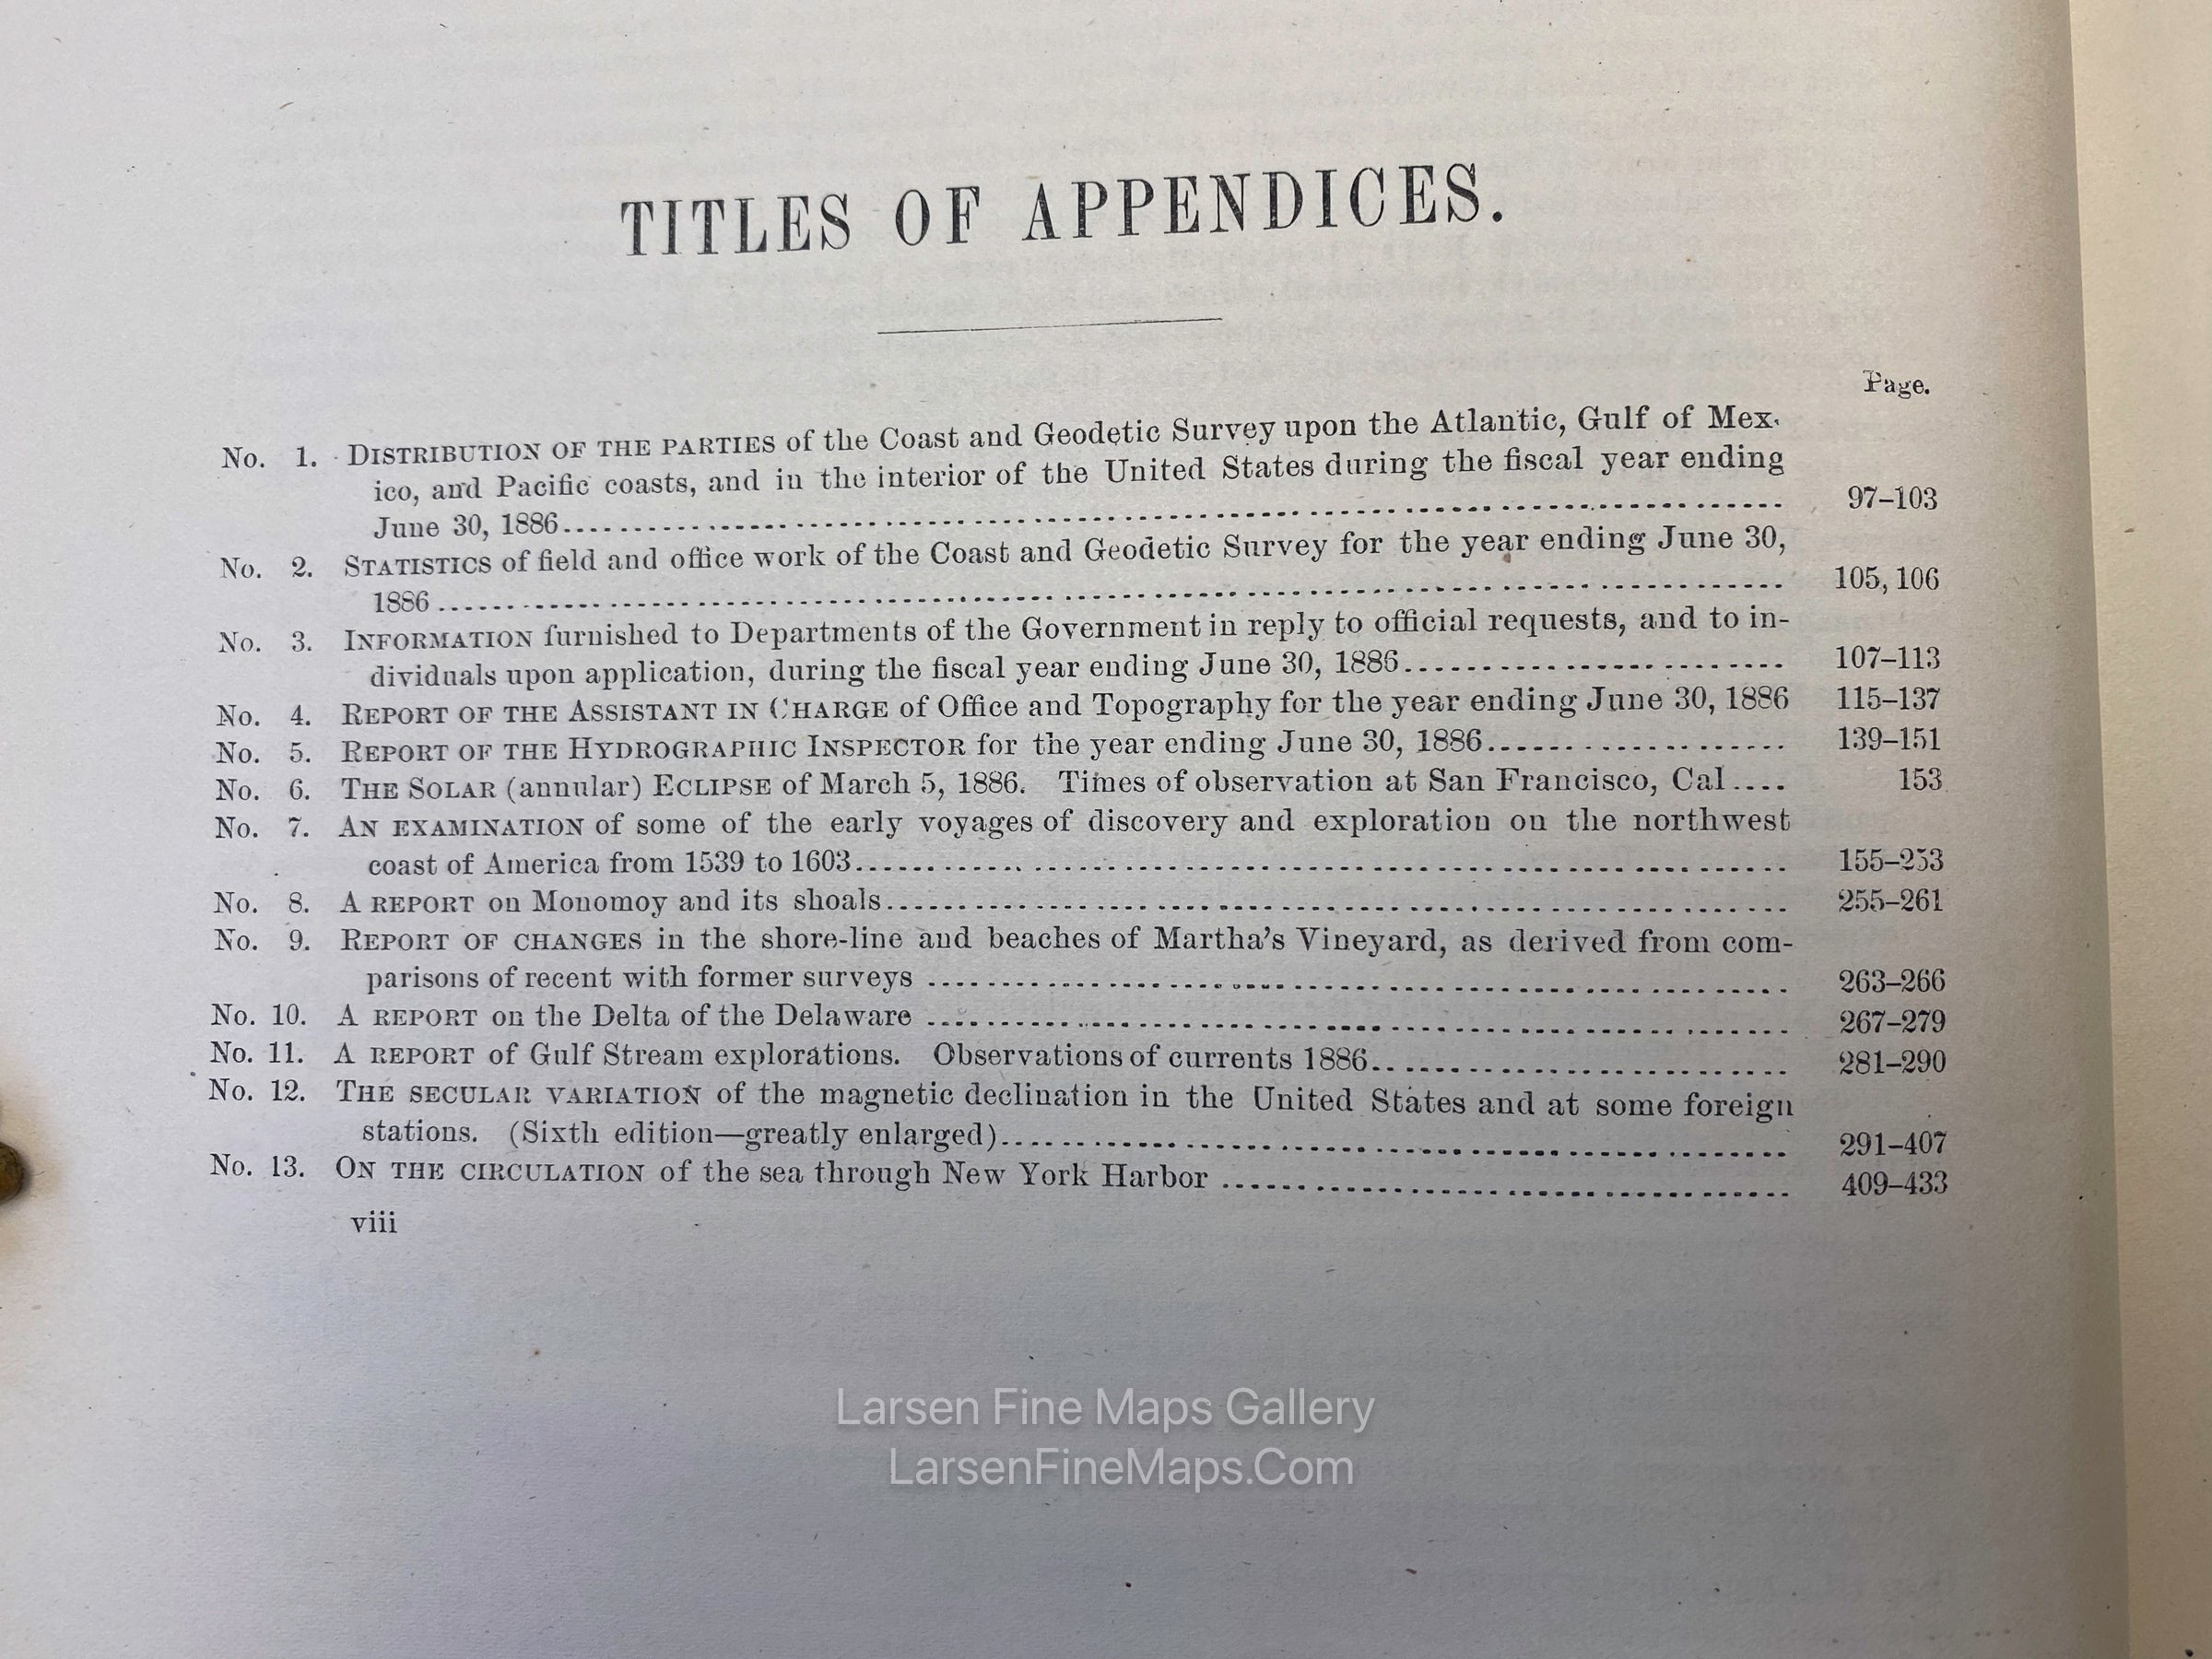 TITLES OF APPENDICES.
Page.
No. 1. DISTRIBUTION OF THE PARTIES of the Coast and Geodetic Survey upon the Atlantic, Gulf of Mex-
ico, and Pacific coasts, and in the interior of the United States during the fiscal year ending
June 30, 1886.......... 97–103
No. 2. STATISTICS of field and office work of the Coast and Geodetic Survey for the year ending June 30,
1886.......... 105, 106
No. 3. INFORMATION furnished to Departments of the Government in reply to official requests, and to in-
dividuals upon application, during the fiscal year ending June 30, 1886.......... 107–113
No. 4. REPORT OF THE ASSISTANT IN CHARGE of Office and Topography for the year ending June 30, 1886 115–137
No. 5. REPORT OF THE HYDROGRAPHIC INSPECTOR for the year ending June 30, 1886.......... 139–151
No. 6. THE SOLAR (annular) ECLIPSE of March 5, 1886. Times of observation at San Francisco, Cal.... 153
No. 7. AN EXAMINATION of some of the early voyages of discovery and exploration on the northwest
coast of America from 1539 to 1603.......... 155–253
No. 8. A REPORT on Monomoy and its shoals.......... 255–261
No. 9. REPORT OF CHANGES in the shore-line and beaches of Martha's Vineyard, as derived from com-
parisons of recent with former surveys .......... 263–266
No. 10. A REPORT on the Delta of the Delaware .......... 267–279
No. 11. A REPORT of Gulf Stream explorations. Observations of currents 1886.......... 281–290
No. 12. THE SECULAR VARIATION of the magnetic declination in the United States and at some foreign
stations. (Sixth edition—greatly enlarged).......... 291–407
No. 13. ON THE CIRCULATION of the sea through New York Harbor .......... 409–433
viii
Larsen Fine Maps Gallery
LarsenFineMaps.Com